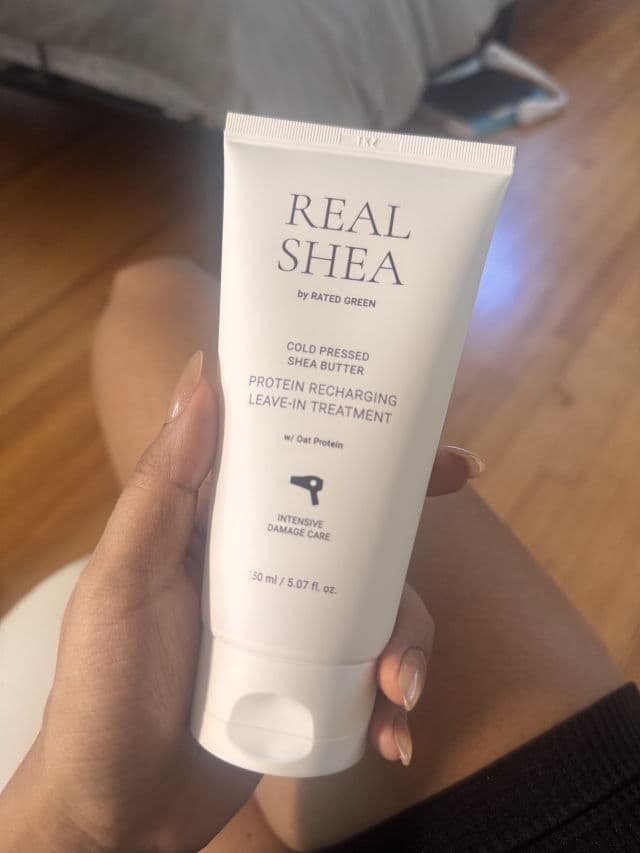 REAL
SHEA
by RATED GREEN
COLD PRESSED
SHEA BUTTER
PROTEIN RECHARGING
LEAVE-IN TREATMENT
w/ Oat Protein
INTENSIVE
DAMAGE CARE
150 ml / 5.07 fl. oz.